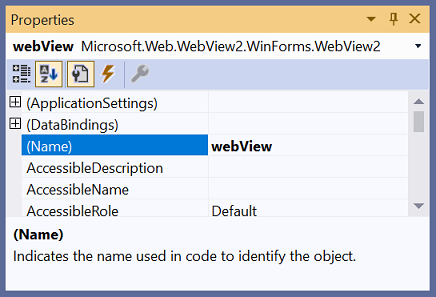 Properties
webView Microsoft.Web.WebView2.WinForms.WebView2
(ApplicationSettings)
(DataBindings)
(Name) webView
AccessibleDescription
AccessibleName
AccessibleRole Default
(Name)
Indicates the name used in code to identify the object.